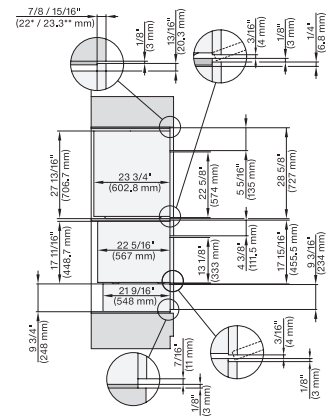 7/8 / 15/16"
(22* / 23.3** mm)
1/8"
(3 mm)
13/16"
(20.3 mm)
3/16"
(4 mm)
1/8"
(3 mm)
1/4"
(6.8 mm)
27 13/16"
(706.7 mm)
23 3/4"
(602.8 mm)
22 5/8"
(574 mm)
5 5/16"
(135 mm)
28 5/8"
(727 mm)
17 11/16"
(448.7 mm)
22 5/16"
(567 mm)
13 1/8"
(333 mm)
4 3/8"
(111.5 mm)
17 15/16"
(455.5 mm)
9 3/16"
(234 mm)
21 9/16"
(548 mm)
9 3/4"
(248 mm)
7/16"
(11 mm)
1/8"
(3 mm)
3/16"
(4 mm)
1/8"
(3 mm)